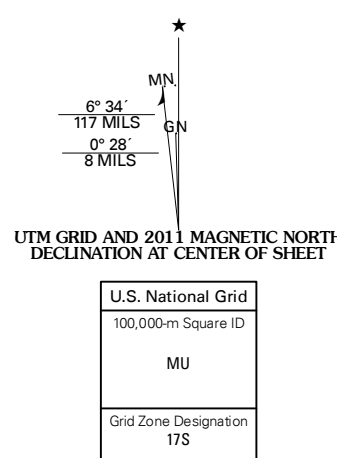 ★
M.N.
6° 34´
117 MILS
GN
0° 28´
8 MILS
UTM GRID AND 2011 MAGNETIC NORTH
DECLINATION AT CENTER OF SHEET
U.S. National Grid
100,000-m Square ID
MU
Grid Zone Designation
17S